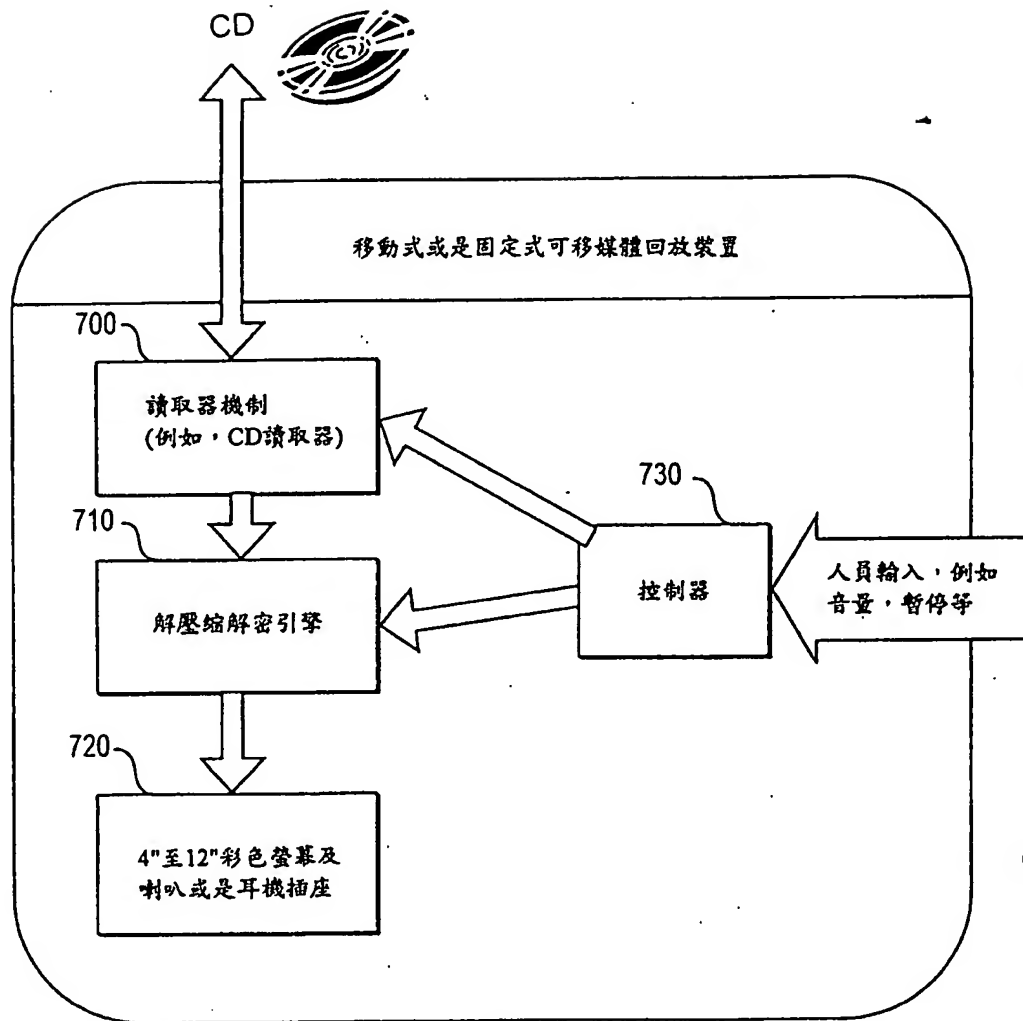 CD
移動式或是固定式可移媒體回放裝置
700
讀取器機制
(例如，CD讀取器)
710
解壓縮解密引擎
730
控制器
人員輸入，例如
音量，暫停等
720
4"至12"彩色螢幕及
喇叭或是耳機插座